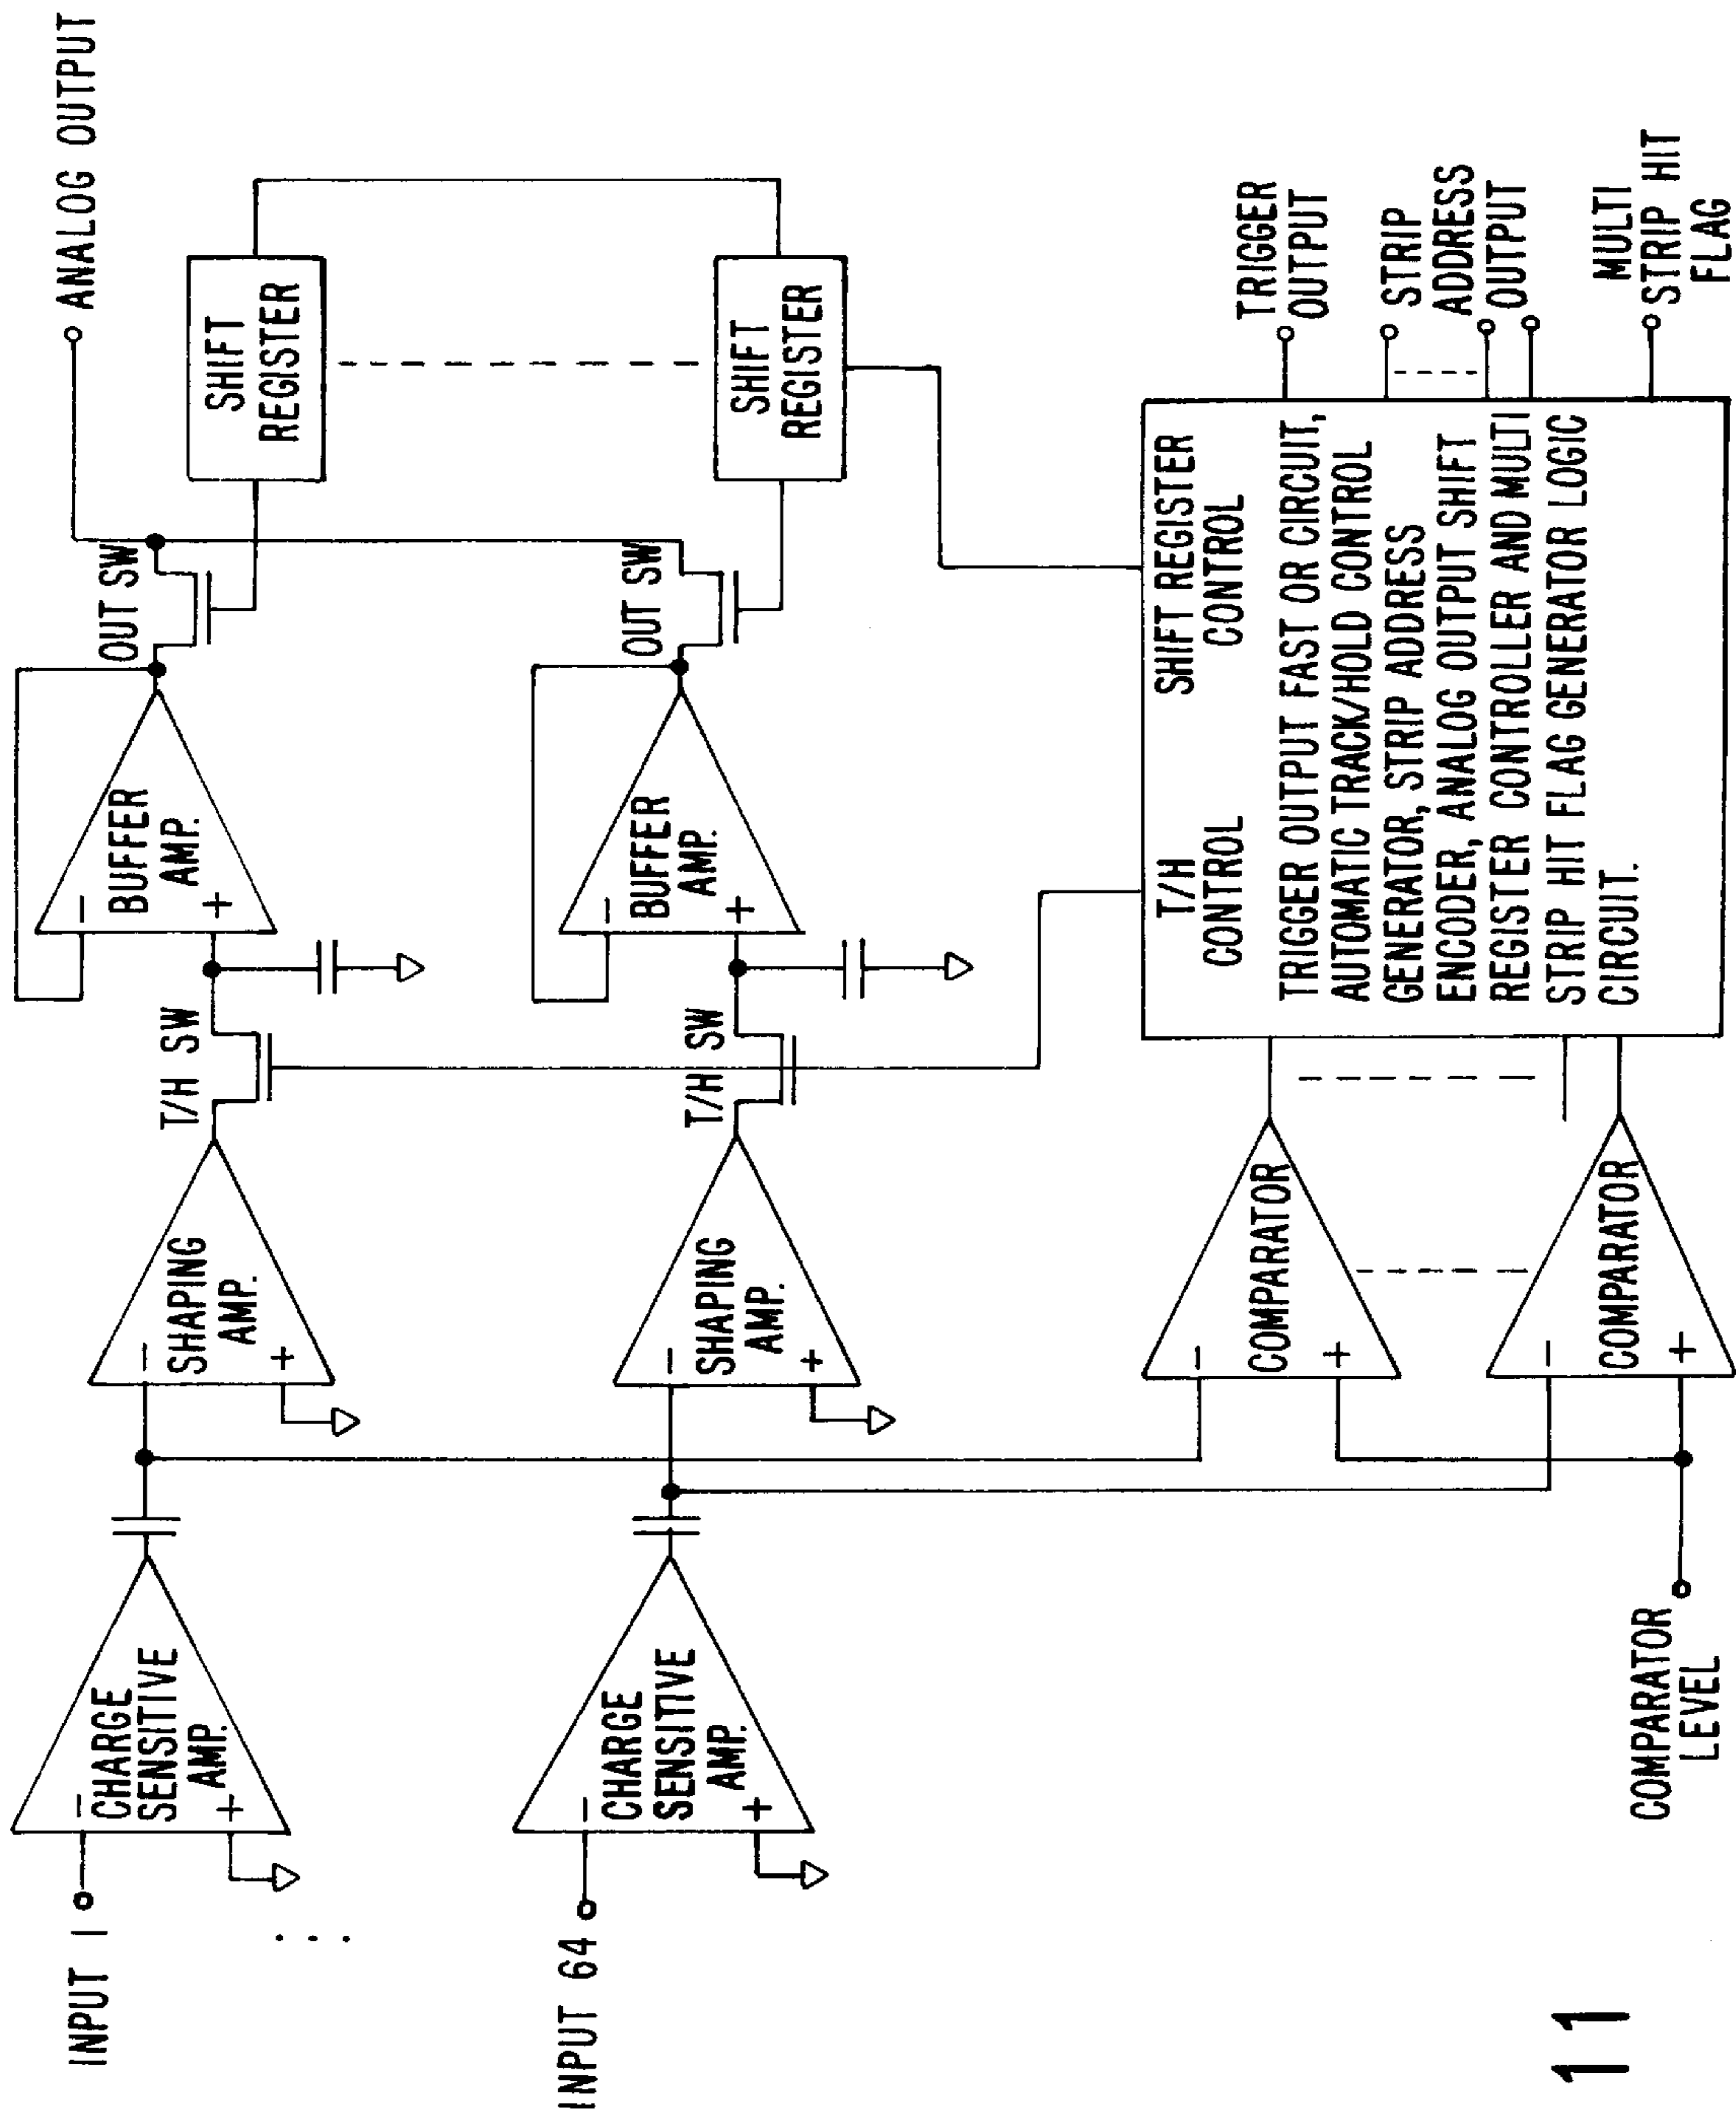 INPUT 1
CHARGE
SENSITIVE
AMP.
-
+
SHAPING
AMP.
-
+
T/H SW
BUFFER
AMP.
-
+
OUT SW
ANALOG OUTPUT
SHIFT
REGISTER
INPUT 64
CHARGE
SENSITIVE
AMP.
-
+
SHAPING
AMP.
-
+
T/H SW
BUFFER
AMP.
-
+
OUT SW
SHIFT
REGISTER
COMPARATOR
-
+
COMPARATOR
-
+
COMPARATOR
LEVEL
T/H
CONTROL
SHIFT REGISTER
CONTROL
TRIGGER OUTPUT FAST OR CIRCUIT,
AUTOMATIC TRACK/HOLD CONTROL
GENERATOR, STRIP ADDRESS
ENCODER, ANALOG OUTPUT SHIFT
REGISTER CONTROLLER AND MULTI
STRIP HIT FLAG GENERATOR LOGIC
CIRCUIT.
TRIGGER
OUTPUT
STRIP
ADDRESS
OUTPUT
MULTI
STRIP HIT
FLAG
11